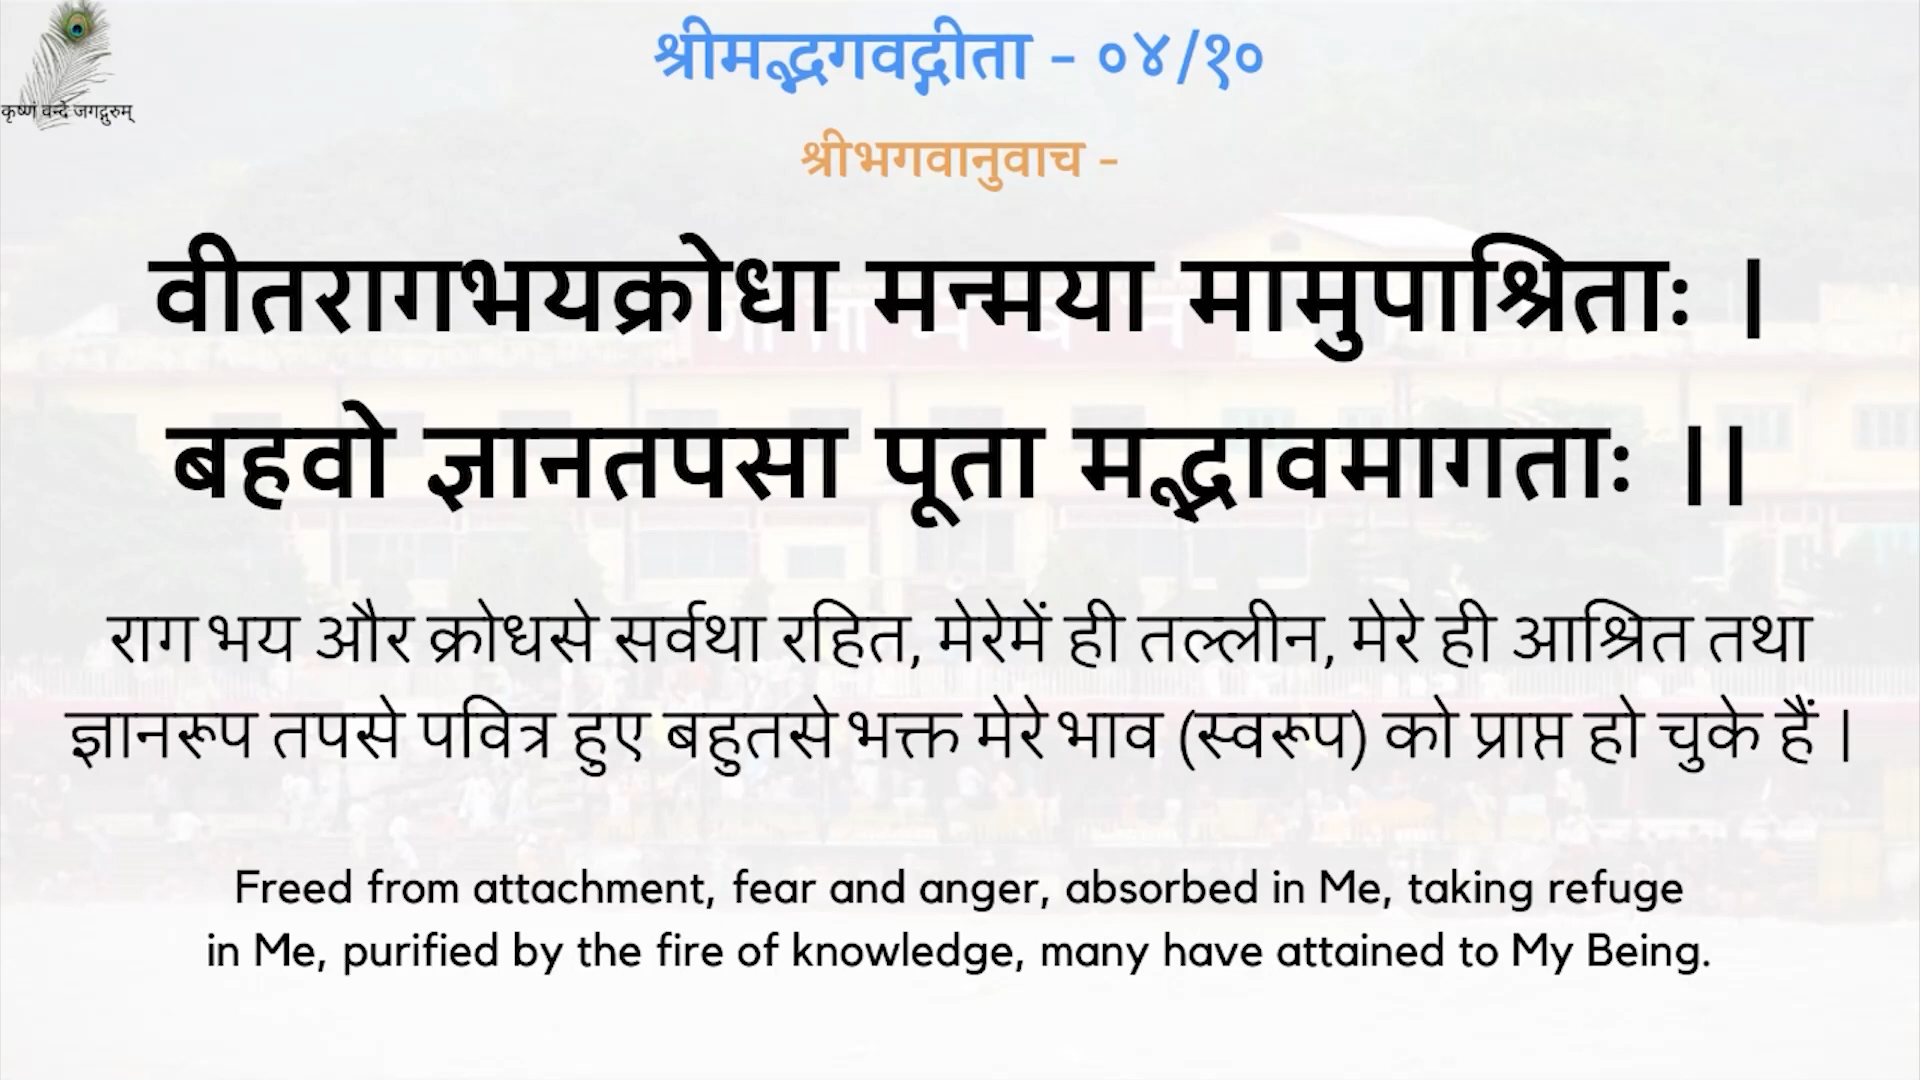 श्रीमद्भगवद्गीता - ०४/१०
कृष्णं वन्दे जगद्गुरुम्
श्रीभगवानुवाच -
वीतरागभयक्रोधा मन्मया मामुपाश्रिताः ।
बहवो ज्ञानतपसा पूता मद्भावमागताः ।।
राग भय और क्रोधसे सर्वथा रहित, मेरेमें ही तल्लीन, मेरे ही आश्रित तथा
ज्ञानरूप तपसे पवित्र हुए बहुतसे भक्त मेरे भाव (स्वरूप) को प्राप्त हो चुके हैं |
Freed from attachment, fear and anger, absorbed in Me, taking refuge
in Me, purified by the fire of knowledge, many have attained to My Being.